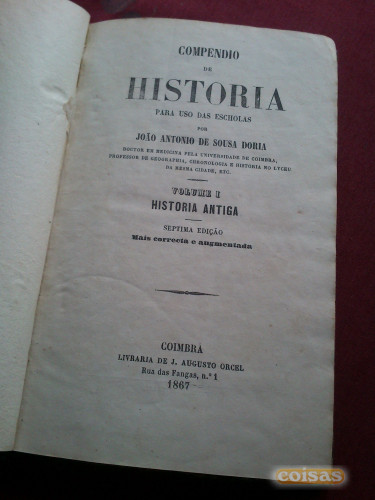 COMPENDIO
DE
HISTORIA
PARA USO DAS ESCHOLAS
POR
JOÃO ANTONIO DE SOUSA DORIA
DOCTOR EM MEDICINA PELA UNIVERSIDADE DE COIMBRA,
PROFESSOR DE GEOGRAPHIA, CHRONOLOGIA E HISTORIA NO LYCEU
DA MESMA CIDADE, ETC.
VOLUME I
HISTORIA ANTIGA
SEPTIMA EDIÇÃO
Mais correcta e augmentada
COIMBRA
LIVRARIA DE J. AUGUSTO ORCEL
Rua das Fangas, n.º 1
1867
coisas